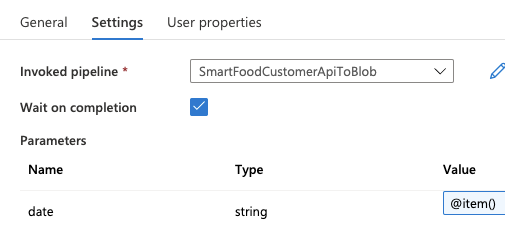 General Settings User properties
Invoked pipeline * SmartFoodCustomerApiToBlob
Wait on completion
Parameters
Name Type Value
date string @item()